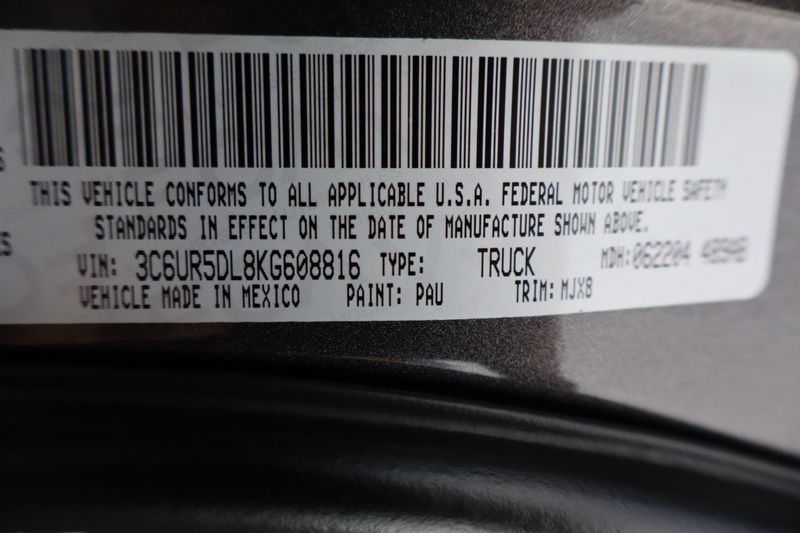 THIS VEHICLE CONFORMS TO ALL APPLICABLE U.S.A. FEDERAL MOTOR VEHICLE SAFETY
STANDARDS IN EFFECT ON THE DATE OF MANUFACTURE SHOWN ABOVE.
VIN: 3C6UR5DL8KG608816 TYPE: TRUCK MDH:062204
VEHICLE MADE IN MEXICO PAINT: PAU TRIM: MJX8